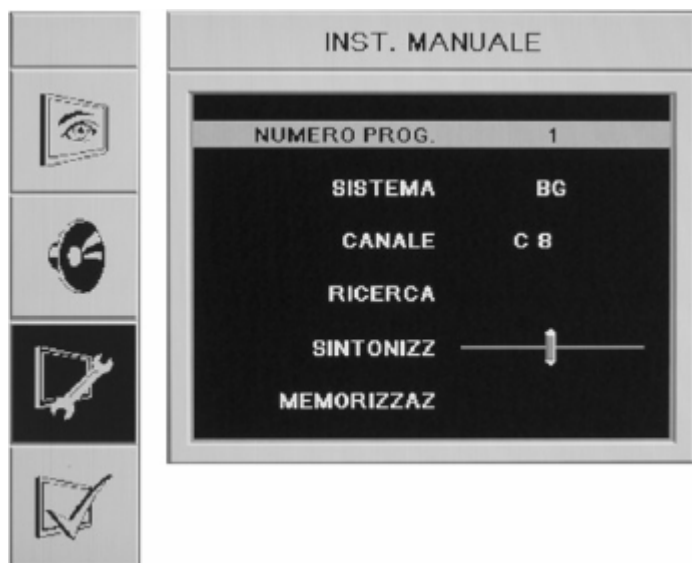 INST. MANUALE
NUMERO PROG. 1
SISTEMA BG
CANALE C 8
RICERCA
SINTONIZZ
MEMORIZZAZ